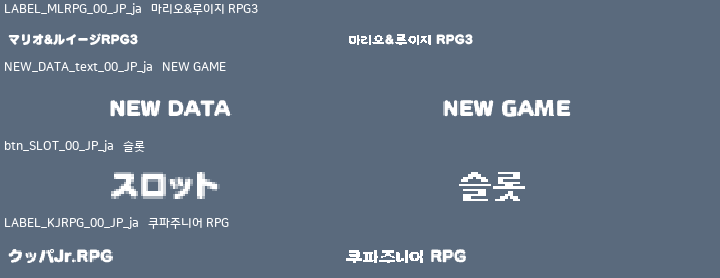 LABEL_MLRPG_00_JP_ja 마리오&루이지 RPG3
マリオ&ルイージRPG3 마리오&루이지 RPG3
NEW_DATA_text_00_JP_ja NEW GAME
NEW DATA NEW GAME
btn_SLOT_00_JP_ja 슬롯
スロット 슬롯
LABEL_KJRPG_00_JP_ja 쿠파주니어 RPG
クッパJr.RPG 쿠파주니어 RPG